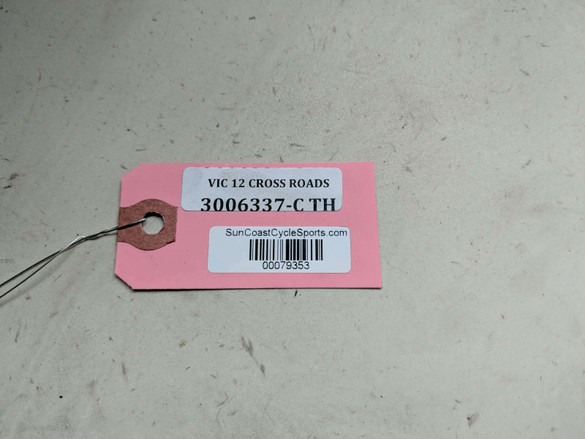 VIC 12 CROSS ROADS
3006337-C TH
SunCoastCycleSports.com
00079353